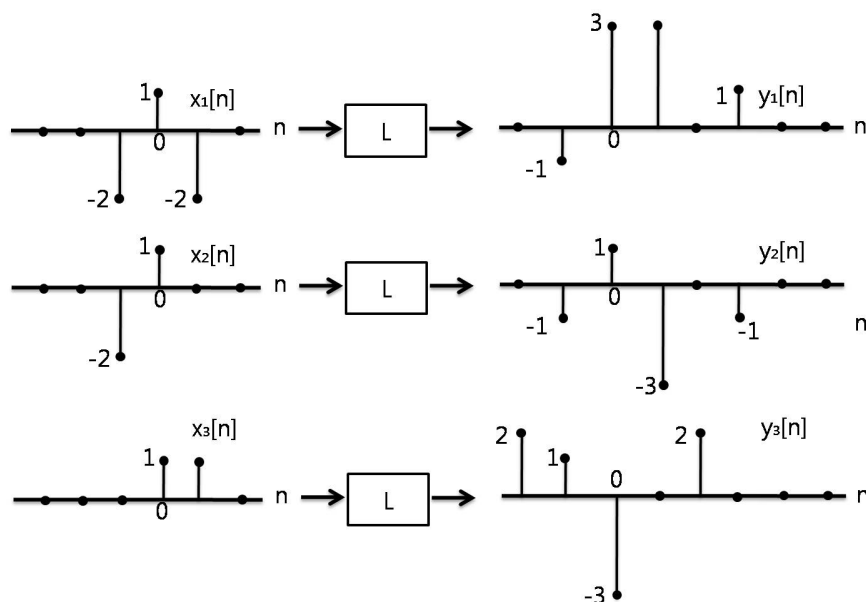 3
1 x₁[n] 1 y₁[n]
n L n
0 0
-1
-2 -2
1 x₂[n] 1 y₂[n]
n L
0 0
-1 -1
n
-2
-3
x₃[n] 2 2 y₃[n]
1 1 0
n L n
0
-3